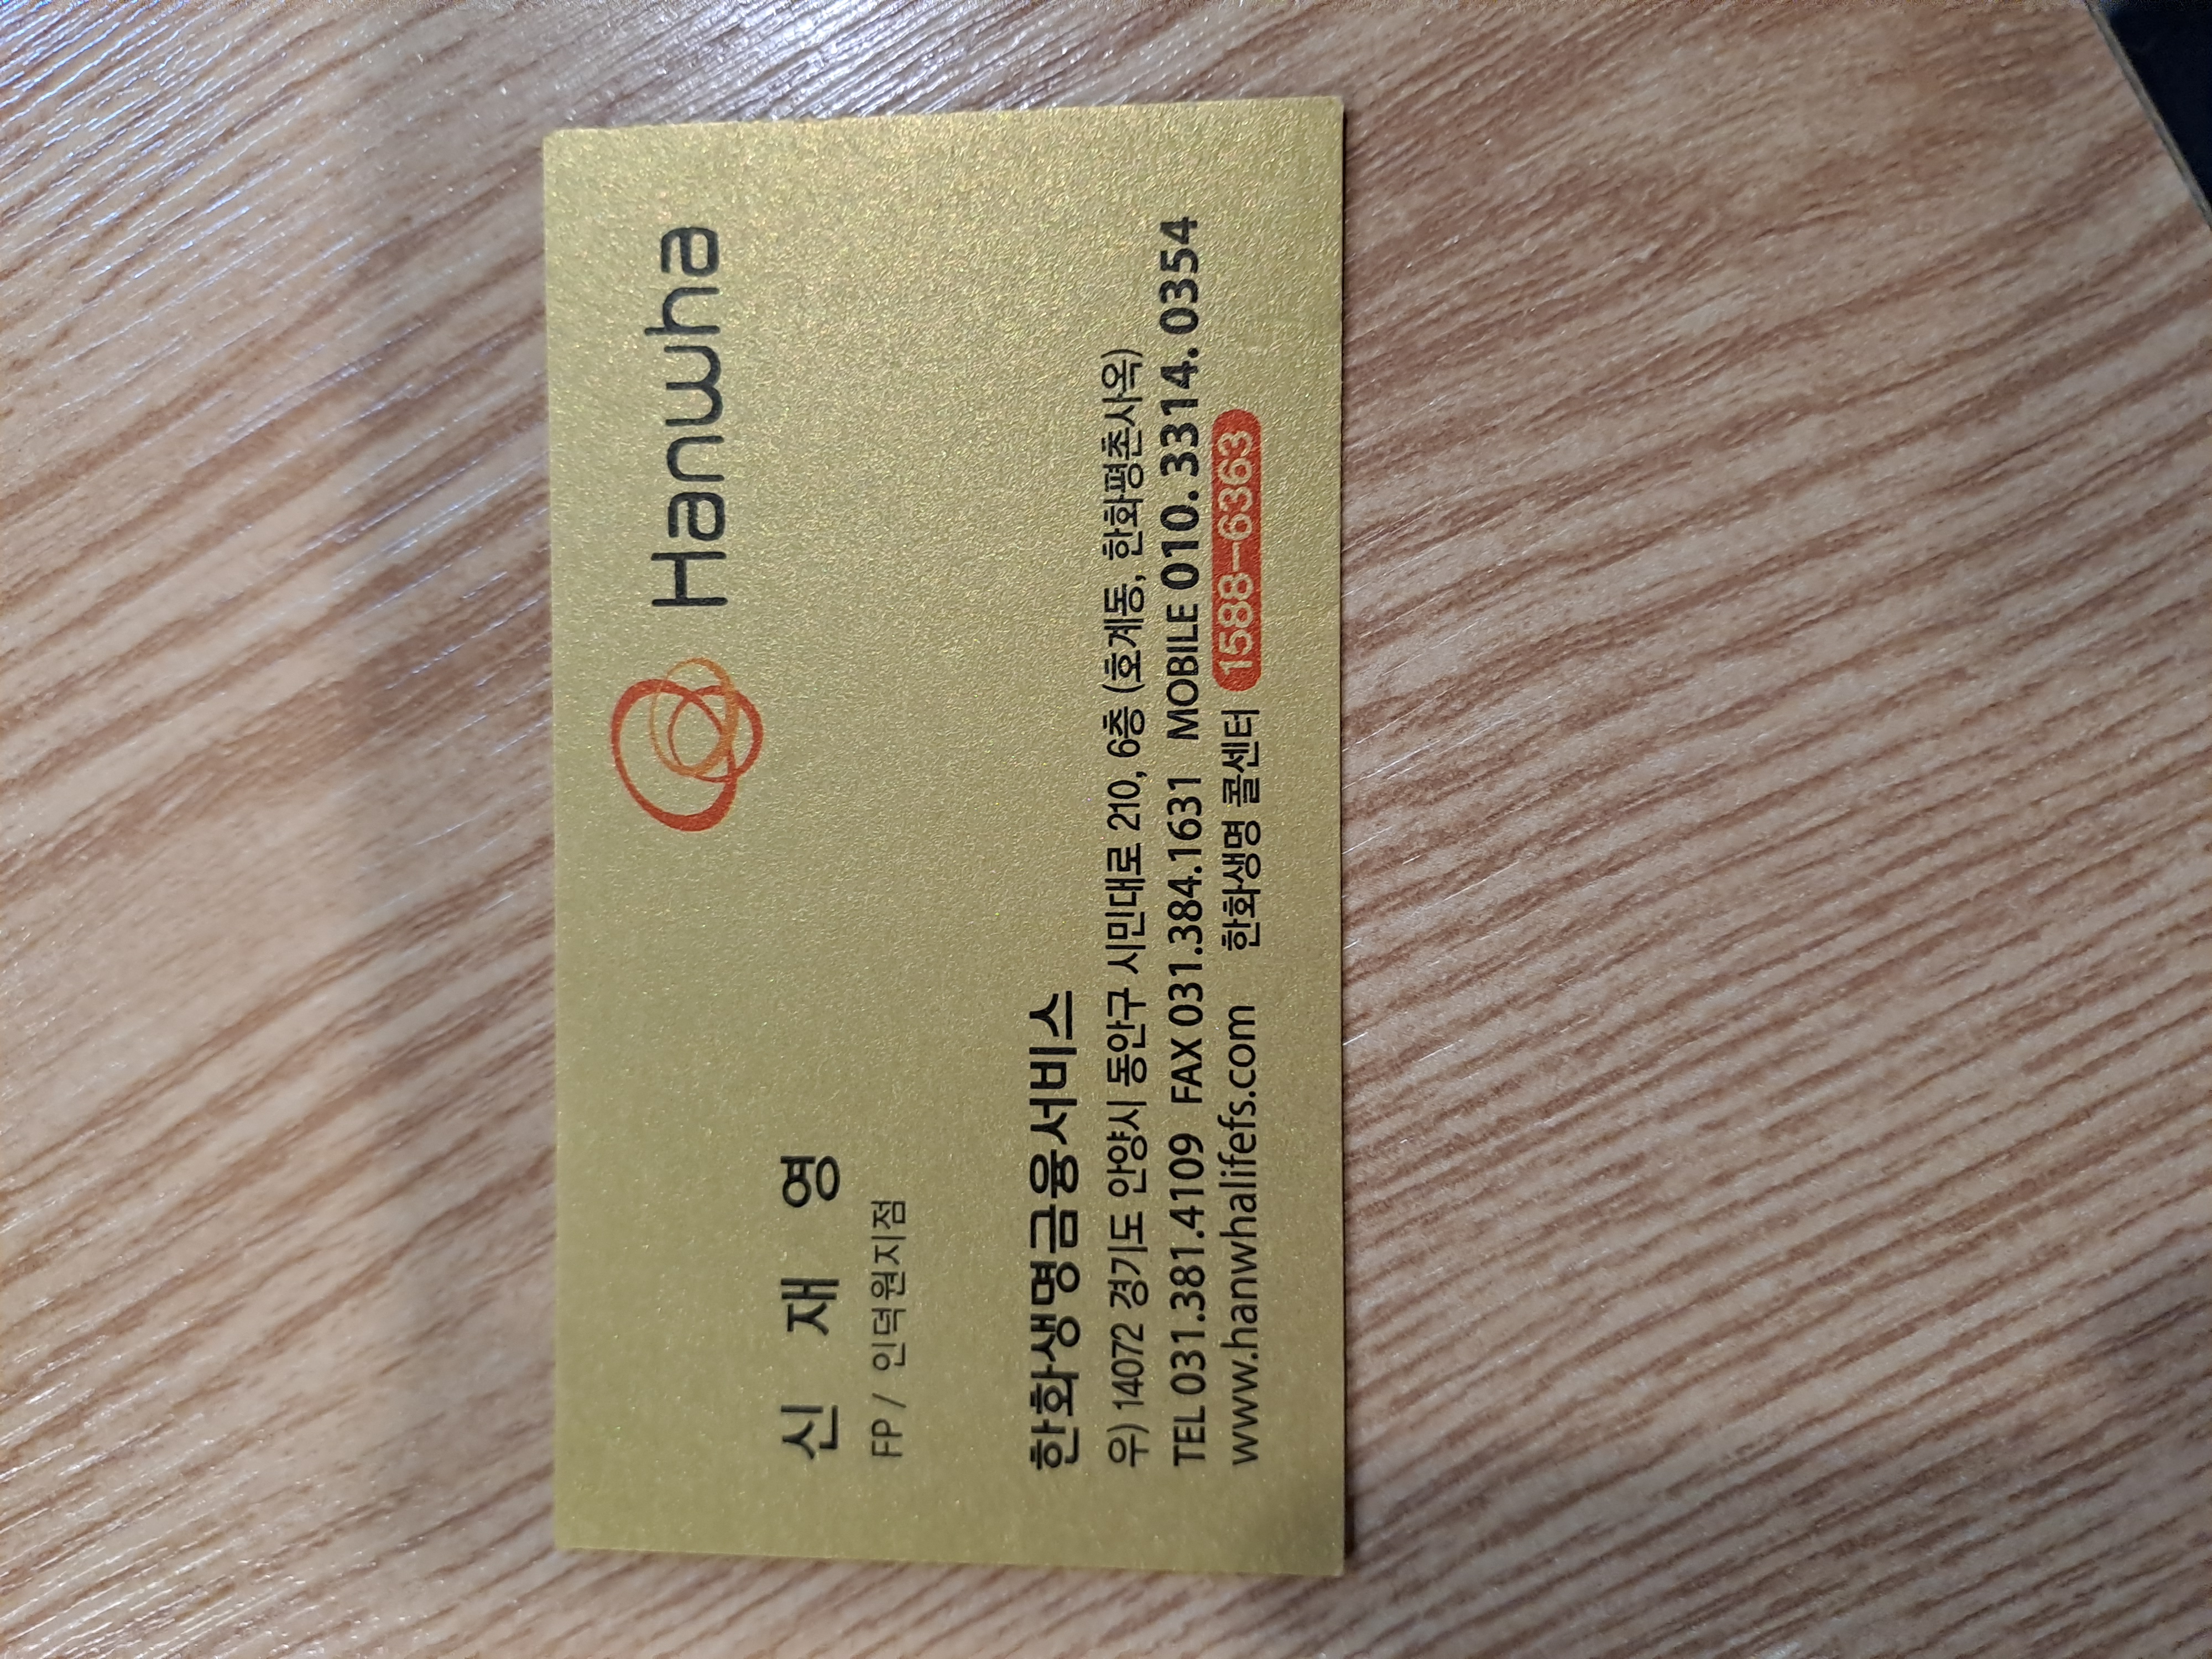 Hanwha
신 재 영
FP / 인덕원지점
한화생명금융서비스
우) 14072 경기도 안양시 동안구 시민대로 210, 6층 (호계동, 한화평촌사옥)
TEL 031.381.4109 FAX 031.384.1631 MOBILE 010.3314.0354
www.hanwhalifefs.com 한화생명 콜센터 1588-6363